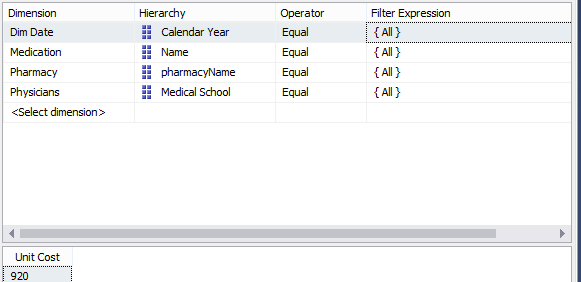 Dimension Hierarchy Operator Filter Expression
Dim Date Calendar Year Equal { All }
Medication Name Equal { All }
Pharmacy pharmacyName Equal { All }
Physicians Medical School Equal { All }
<Select dimension>
Unit Cost
920